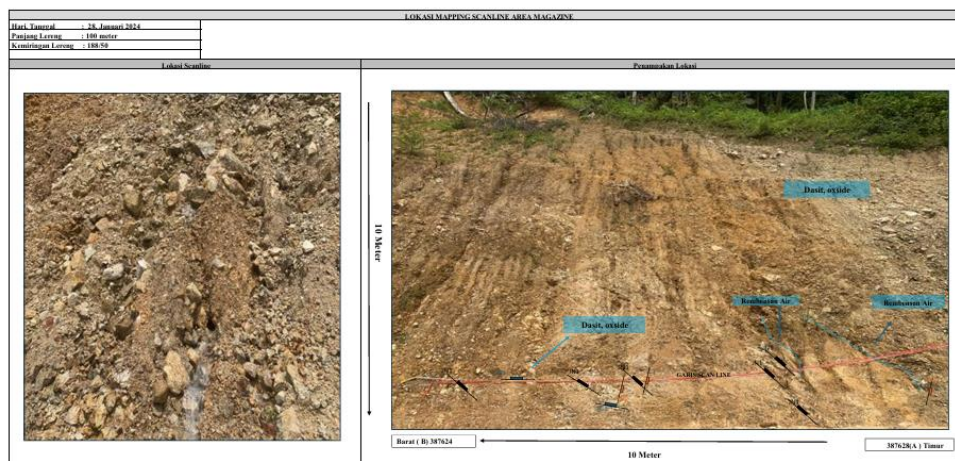 LOKASI MAPPING SCANLINE AREA MAGAZINE
Hari, Tanggal : 28, Januari 2024
Panjang Lereng : 100 meter
Kemiringan Lereng : 188/50
Lokasi Scanline
Penampakan Lokasi
10 Meter
Dasit, oxside
Rembusan Air
Rembusan Air
Dasit, oxside
GARIS SCAN LINE
Barat ( B) 387624
387628(A ) Timur
10 Meter